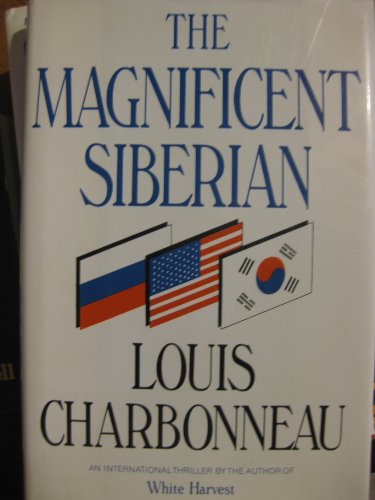 THE
MAGNIFICENT
SIBERIAN
LOUIS
CHARBONNEAU
AN INTERNATIONAL THRILLER BY THE AUTHOR OF
White Harvest